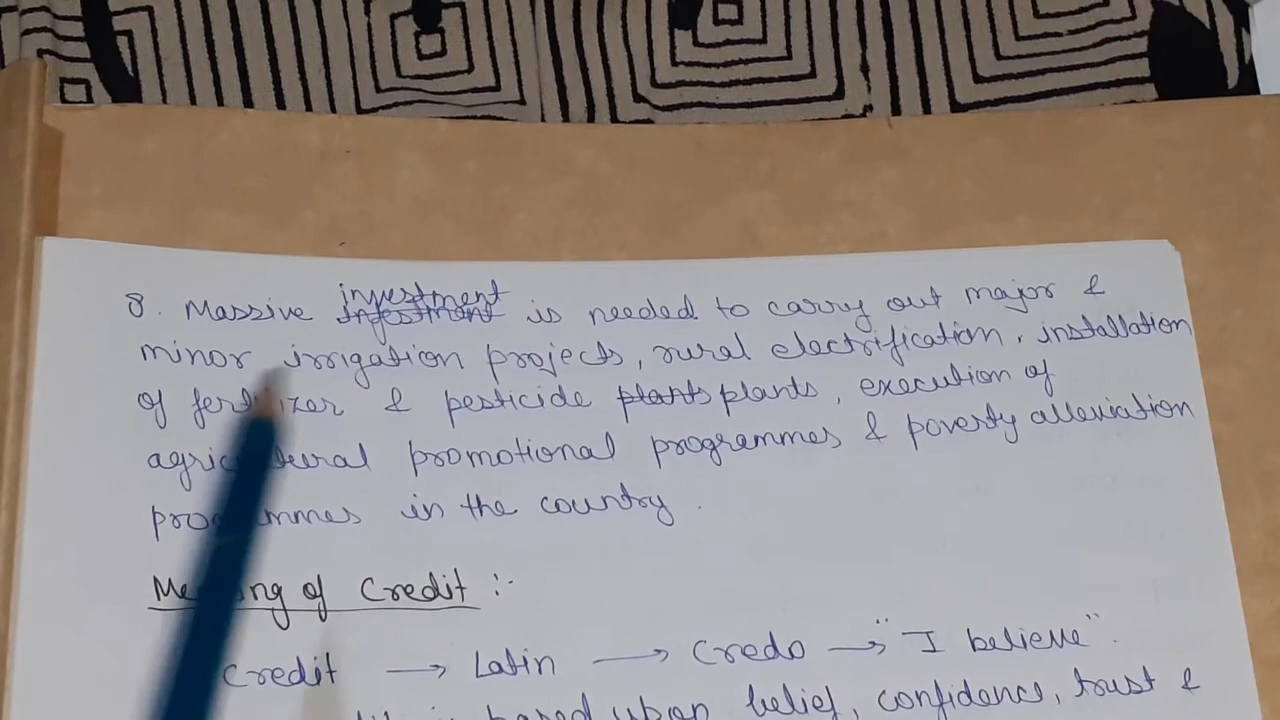 8. Massive investment is needed to carry out major &
minor irrigation projects, rural electrification, installation
of fertilizer & pesticide plants, execution of
agricultural promotional programmes & poverty alleviation
programmes in the country.
Meaning of Credit :-
Credit → Latin → Credo → "I believe".
is based upon belief, confidence, trust &